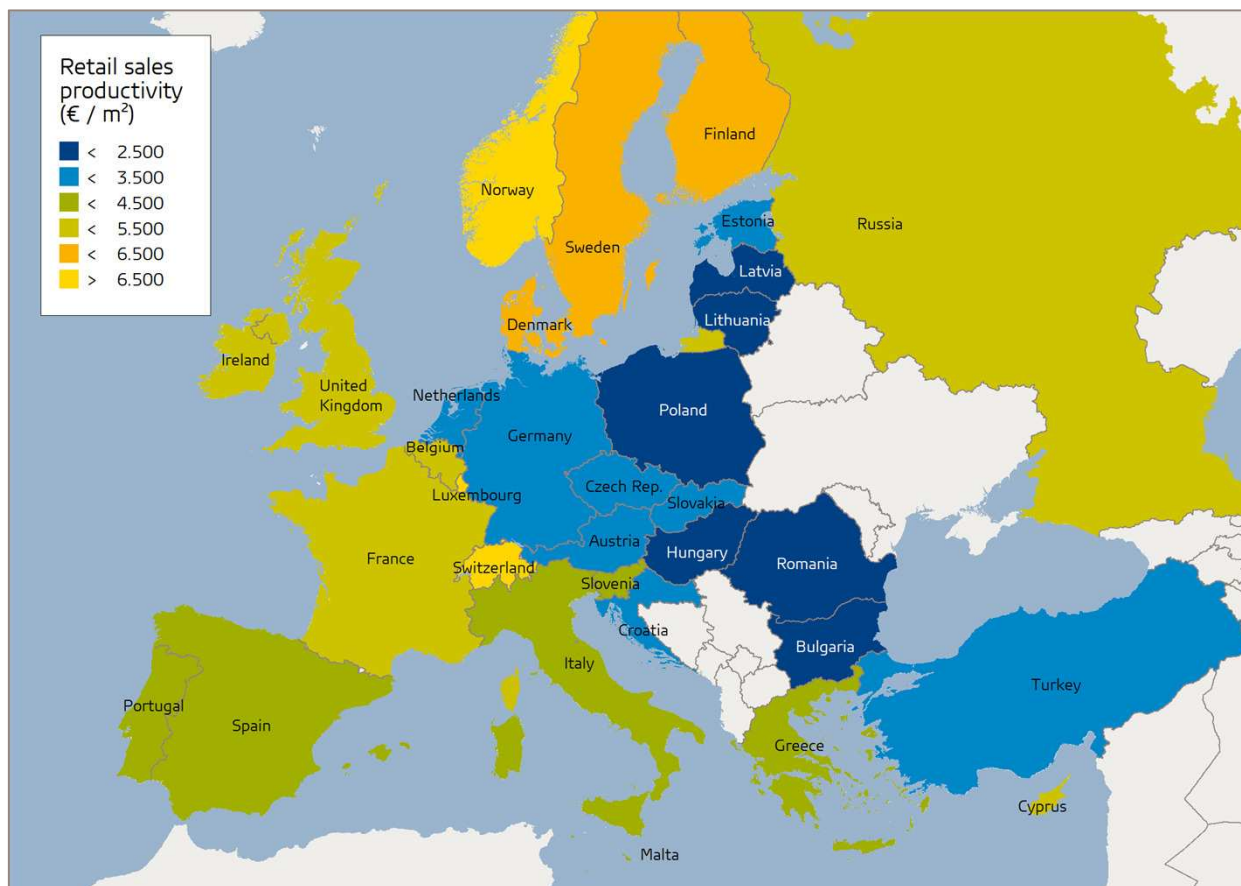 Retail sales
productivity
(€ / m²)
< 2.500
< 3.500
< 4.500
< 5.500
< 6.500
> 6.500
Finland
Norway
Sweden
Estonia
Russia
Latvia
Lithuania
Denmark
Ireland
United
Kingdom
Netherlands
Poland
Germany
Belgium
Luxembourg
Czech Rep.
Slovakia
Austria
Hungary
France
Switzerland
Slovenia
Romania
Croatia
Bulgaria
Italy
Turkey
Portugal
Spain
Greece
Cyprus
Malta